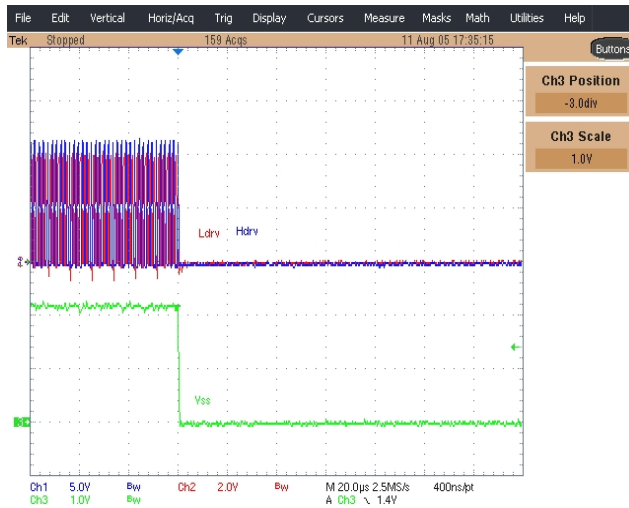 File Edit Vertical Horiz/Acq Trig Display Cursors Measure Masks Math Utilities Help
Tek Stopped 159 Acqs 11 Aug 05 17:35:15
Buttons
Ch3 Position
-3.0div
Ch3 Scale
1.0V
Ldrv Hdrv
Vss
Ch1 5.0V Bw Ch2 2.0V Bw M 20.0µs 2.5MS/s 400ns/pt
Ch3 1.0V Bw A Ch3 1.4V